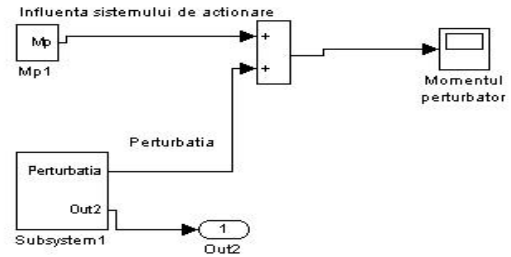 Influenta sistemului de actionare
Mp
Mp1
+
+
Momentul
perturbator
Perturbatia
Perturbatia
Out2
Subsystem1
1
Out2